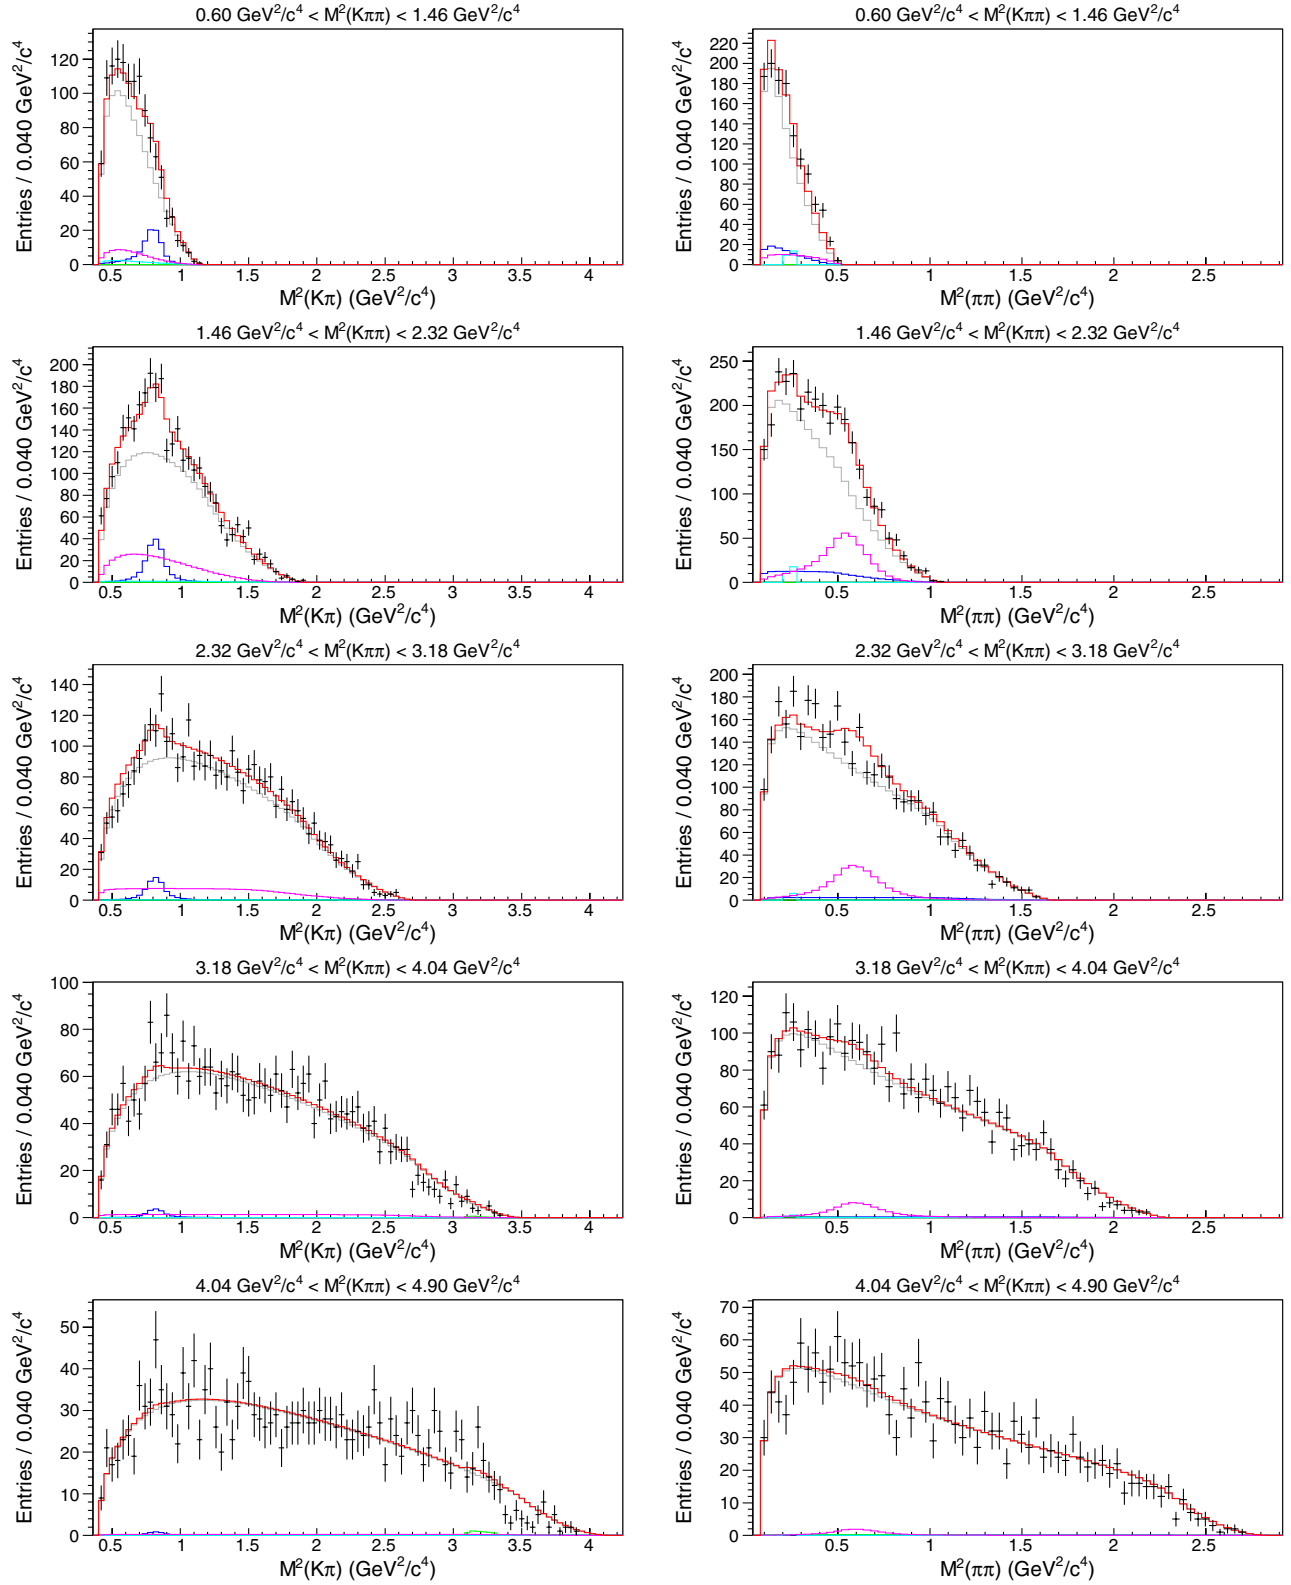 0.60 GeV²/c⁴ < M²(Kππ) < 1.46 GeV²/c⁴
Entries / 0.040 GeV²/c⁴
120
100
80
60
40
20
0
0.5 1 1.5 2 2.5 3 3.5 4
M²(Kπ) (GeV²/c⁴)
0.60 GeV²/c⁴ < M²(Kππ) < 1.46 GeV²/c⁴
Entries / 0.040 GeV²/c⁴
220
200
180
160
140
120
100
80
60
40
20
0
0.5 1 1.5 2 2.5
M²(ππ) (GeV²/c⁴)
1.46 GeV²/c⁴ < M²(Kππ) < 2.32 GeV²/c⁴
Entries / 0.040 GeV²/c⁴
200
180
160
140
120
100
80
60
40
20
0
0.5 1 1.5 2 2.5 3 3.5 4
M²(Kπ) (GeV²/c⁴)
1.46 GeV²/c⁴ < M²(Kππ) < 2.32 GeV²/c⁴
Entries / 0.040 GeV²/c⁴
250
200
150
100
50
0
0.5 1 1.5 2 2.5
M²(ππ) (GeV²/c⁴)
2.32 GeV²/c⁴ < M²(Kππ) < 3.18 GeV²/c⁴
Entries / 0.040 GeV²/c⁴
140
120
100
80
60
40
20
0
0.5 1 1.5 2 2.5 3 3.5 4
M²(Kπ) (GeV²/c⁴)
2.32 GeV²/c⁴ < M²(Kππ) < 3.18 GeV²/c⁴
Entries / 0.040 GeV²/c⁴
200
180
160
140
120
100
80
60
40
20
0
0.5 1 1.5 2 2.5
M²(ππ) (GeV²/c⁴)
3.18 GeV²/c⁴ < M²(Kππ) < 4.04 GeV²/c⁴
Entries / 0.040 GeV²/c⁴
100
80
60
40
20
0
0.5 1 1.5 2 2.5 3 3.5 4
M²(Kπ) (GeV²/c⁴)
3.18 GeV²/c⁴ < M²(Kππ) < 4.04 GeV²/c⁴
Entries / 0.040 GeV²/c⁴
120
100
80
60
40
20
0
0.5 1 1.5 2 2.5
M²(ππ) (GeV²/c⁴)
4.04 GeV²/c⁴ < M²(Kππ) < 4.90 GeV²/c⁴
Entries / 0.040 GeV²/c⁴
50
40
30
20
10
0
0.5 1 1.5 2 2.5 3 3.5 4
M²(Kπ) (GeV²/c⁴)
4.04 GeV²/c⁴ < M²(Kππ) < 4.90 GeV²/c⁴
Entries / 0.040 GeV²/c⁴
70
60
50
40
30
20
10
0
0.5 1 1.5 2 2.5
M²(ππ) (GeV²/c⁴)